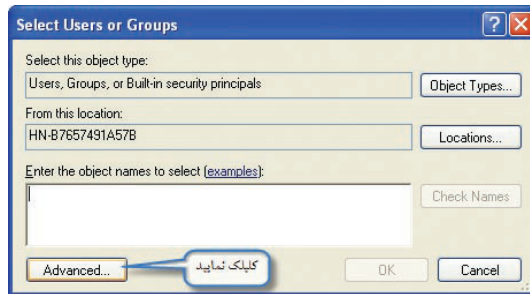 Select Users or Groups
Select this object type:
Users, Groups, or Built-in security principals
Object Types...
From this location:
HN-B7657491A57B
Locations...
Enter the object names to select (examples):
Check Names
Advanced...
کلیلک نمایید
OK
Cancel